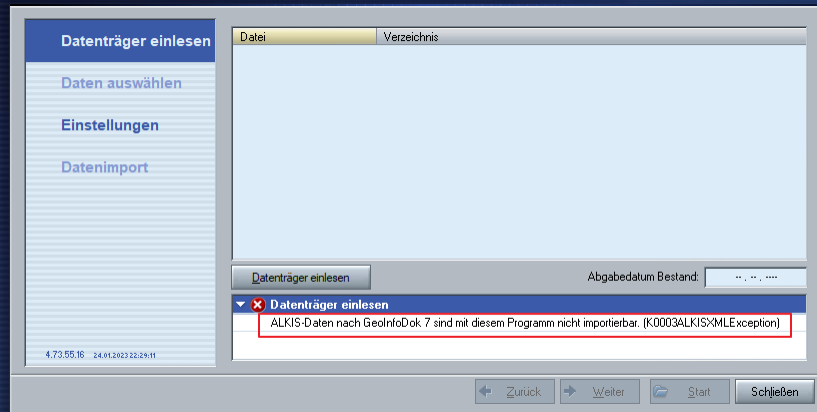 Datenträger einlesen
Daten auswählen
Einstellungen
Datenimport
4.73.55.16 24.01.2023 22:29:11
Datei Verzeichnis
Datenträger einlesen Abgabedatum Bestand: -- . -- . ----
Datenträger einlesen
ALKIS-Daten nach GeoInfoDok 7 sind mit diesem Programm nicht importierbar. (K0003ALKISXMLException)
Zurück Weiter Start Schließen